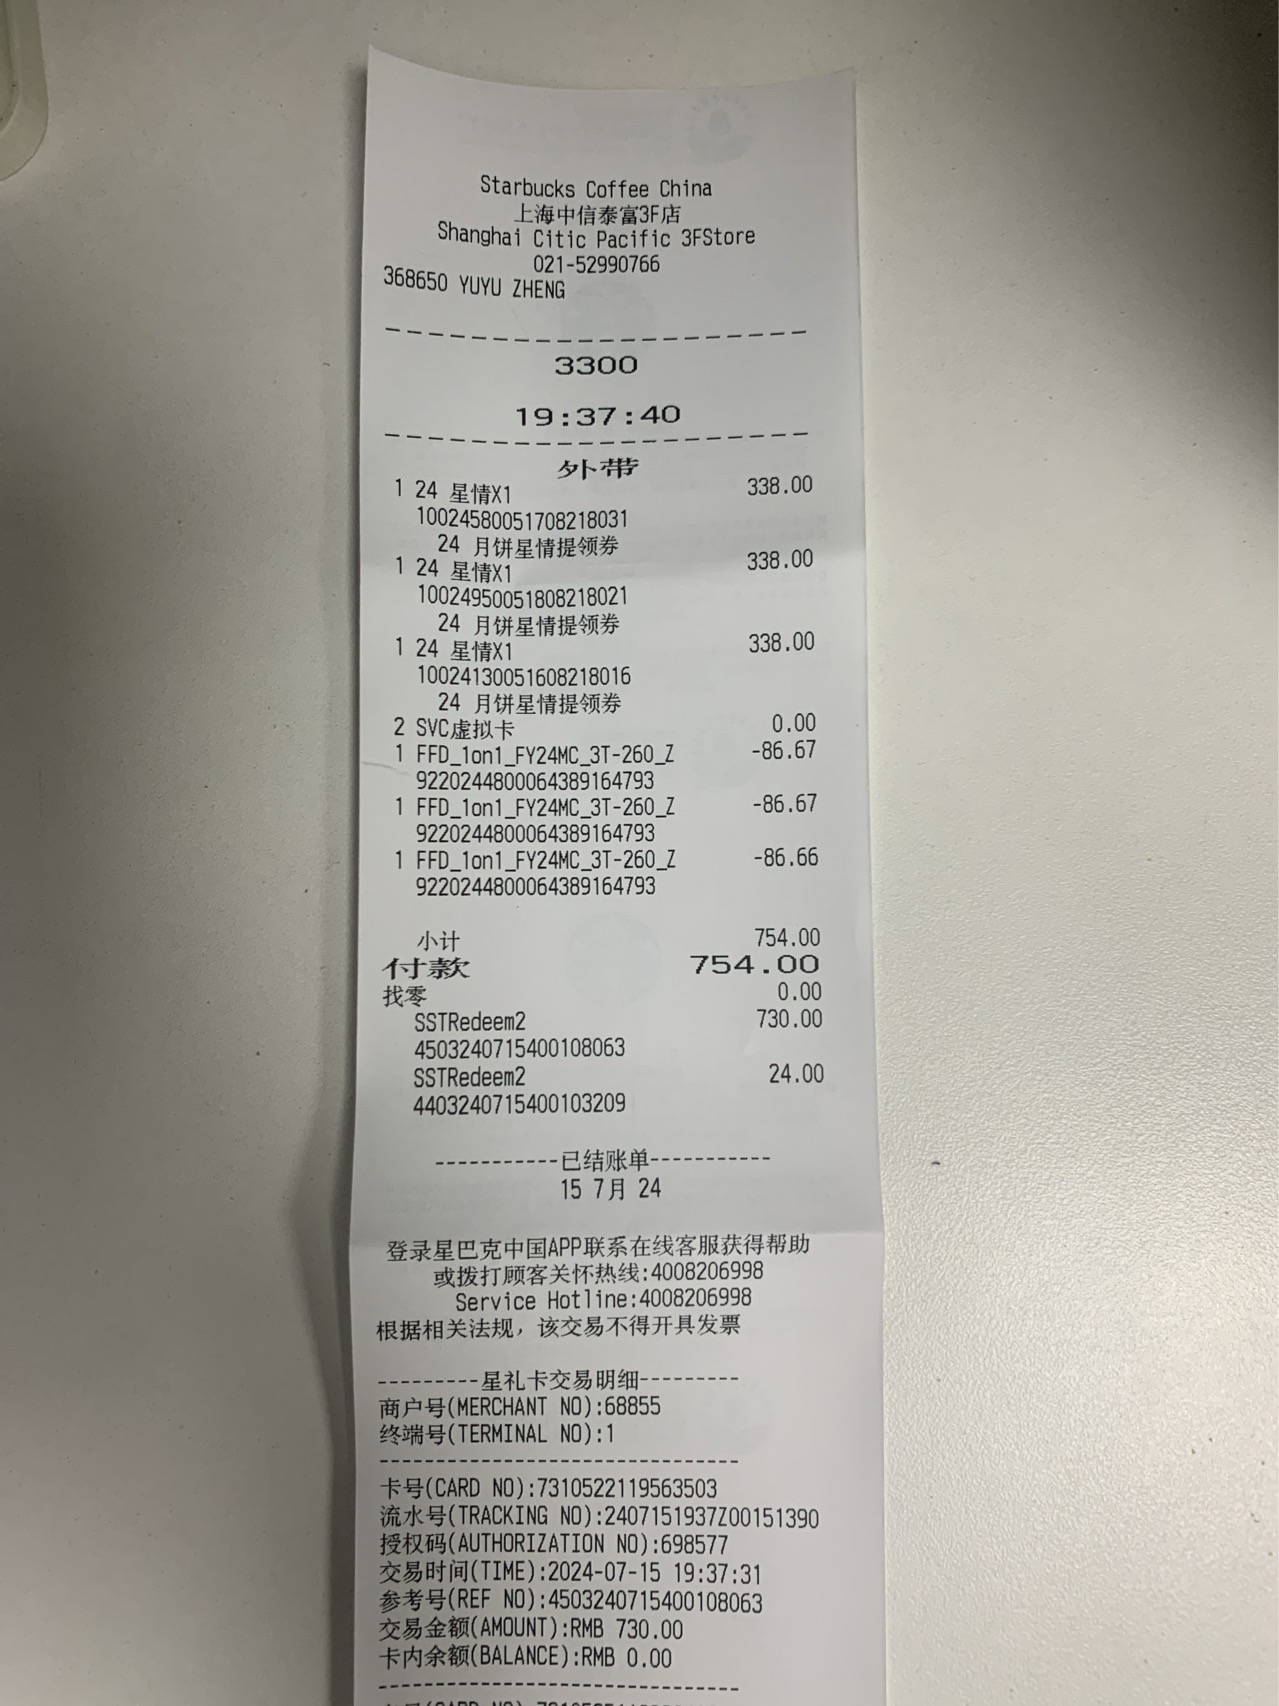 Starbucks Coffee China
上海中信泰富3F店
Shanghai Citic Pacific 3FStore
021-52990766
368650 YUYU ZHENG
--------------------
3300
19:37:40
--------------------
外带
1 24 星情X1 338.00
10024580051708218031
24 月饼星情提领券
1 24 星情X1 338.00
10024950051808218021
24 月饼星情提领券
1 24 星情X1 338.00
10024130051608218016
24 月饼星情提领券
2 SVC虚拟卡 0.00
1 FFD_1on1_FY24MC_3T-260_Z -86.67
9220244800064389164793
1 FFD_1on1_FY24MC_3T-260_Z -86.67
9220244800064389164793
1 FFD_1on1_FY24MC_3T-260_Z -86.66
9220244800064389164793
小计 754.00
付款 754.00
找零 0.00
SSTRedeem2 730.00
4503240715400108063
SSTRedeem2 24.00
4403240715400103209
-----------已结账单-----------
15 7月 24
登录星巴克中国APP联系在线客服获得帮助
或拨打顾客关怀热线:4008206998
Service Hotline:4008206998
根据相关法规，该交易不得开具发票
---------星礼卡交易明细---------
商户号(MERCHANT NO):68855
终端号(TERMINAL NO):1
--------------------------------
卡号(CARD NO):7310522119563503
流水号(TRACKING NO):2407151937Z00151390
授权码(AUTHORIZATION NO):698577
交易时间(TIME):2024-07-15 19:37:31
参考号(REF NO):4503240715400108063
交易金额(AMOUNT):RMB 730.00
卡内余额(BALANCE):RMB 0.00
--------------------------------